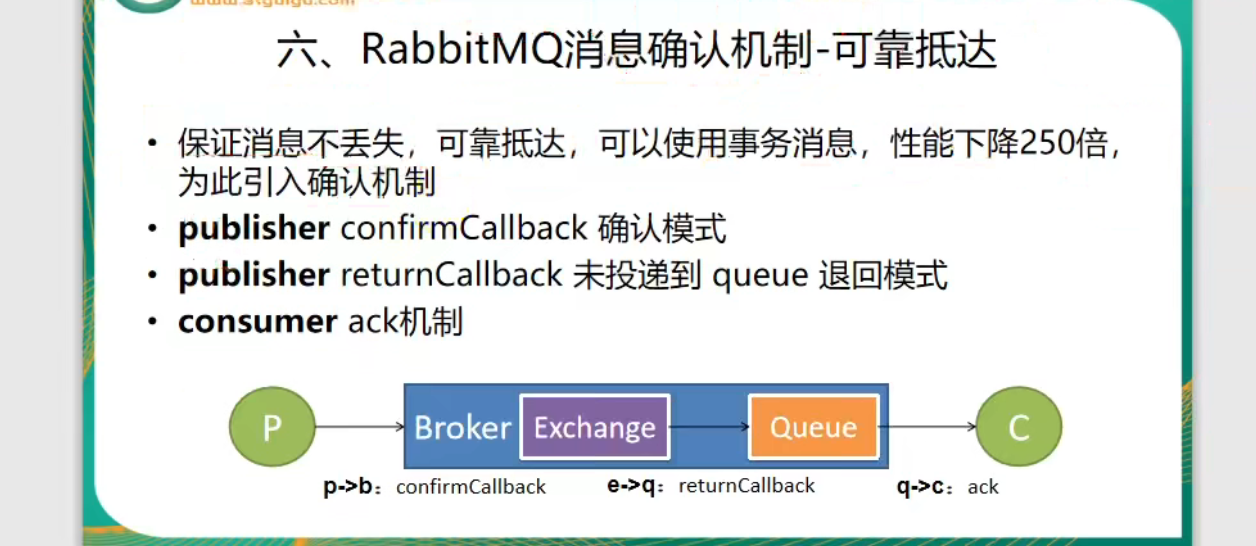 六、RabbitMQ消息确认机制-可靠抵达
• 保证消息不丢失，可靠抵达，可以使用事务消息，性能下降250倍，
为此引入确认机制
• publisher confirmCallback 确认模式
• publisher returnCallback 未投递到 queue 退回模式
• consumer ack机制
P
Broker
Exchange
Queue
C
p->b：confirmCallback
e->q：returnCallback
q->c：ack